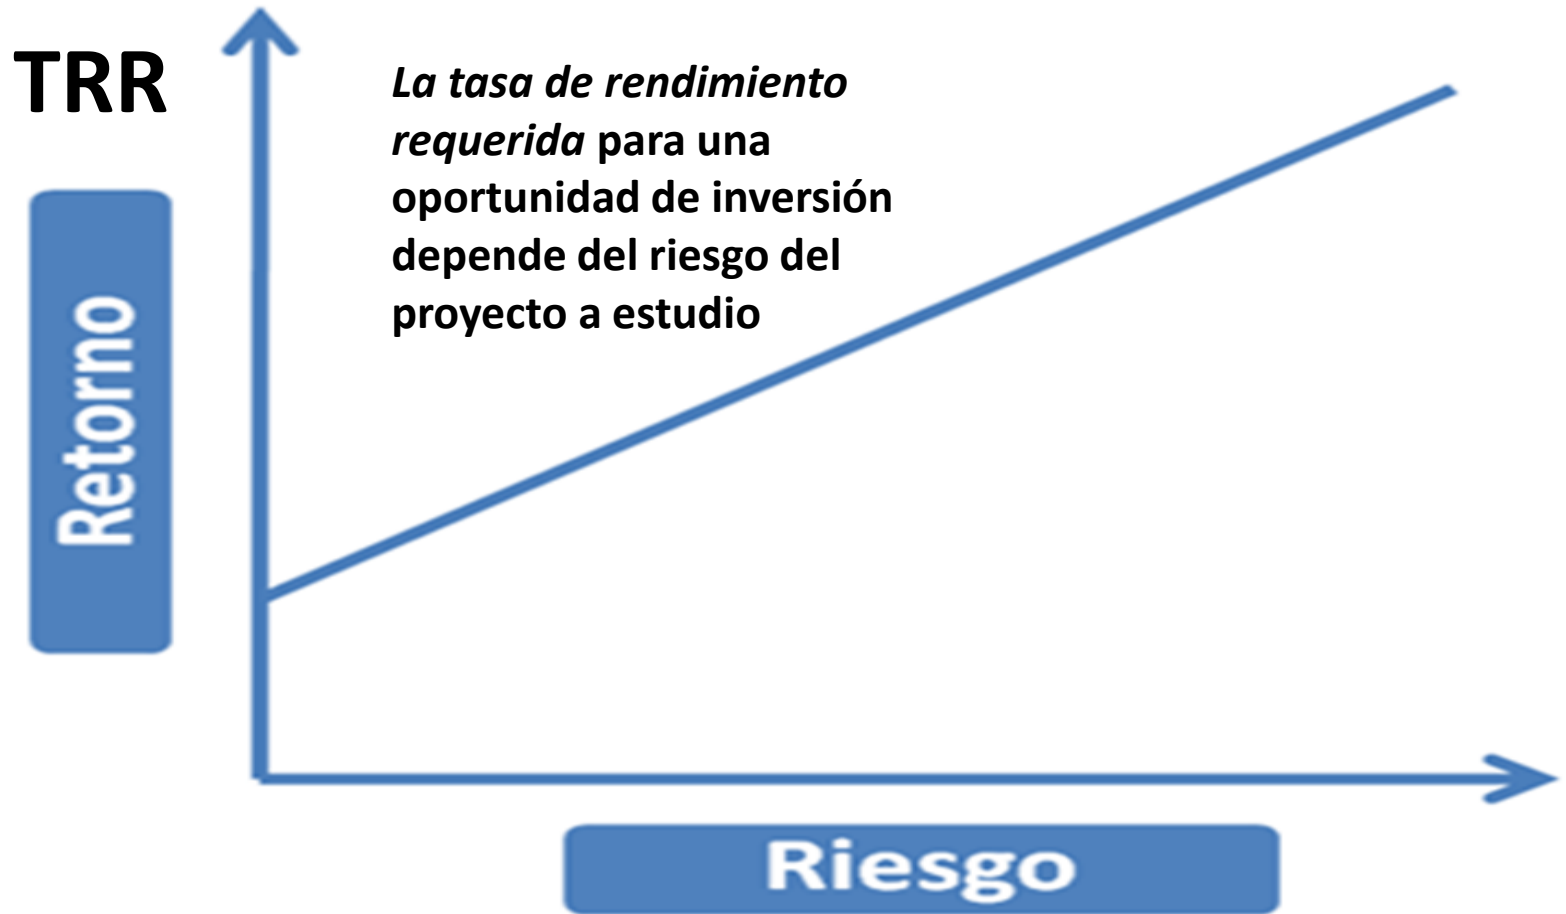 TRR
La tasa de rendimiento
requerida para una
oportunidad de inversión
depende del riesgo del
proyecto a estudio
Retorno
Riesgo